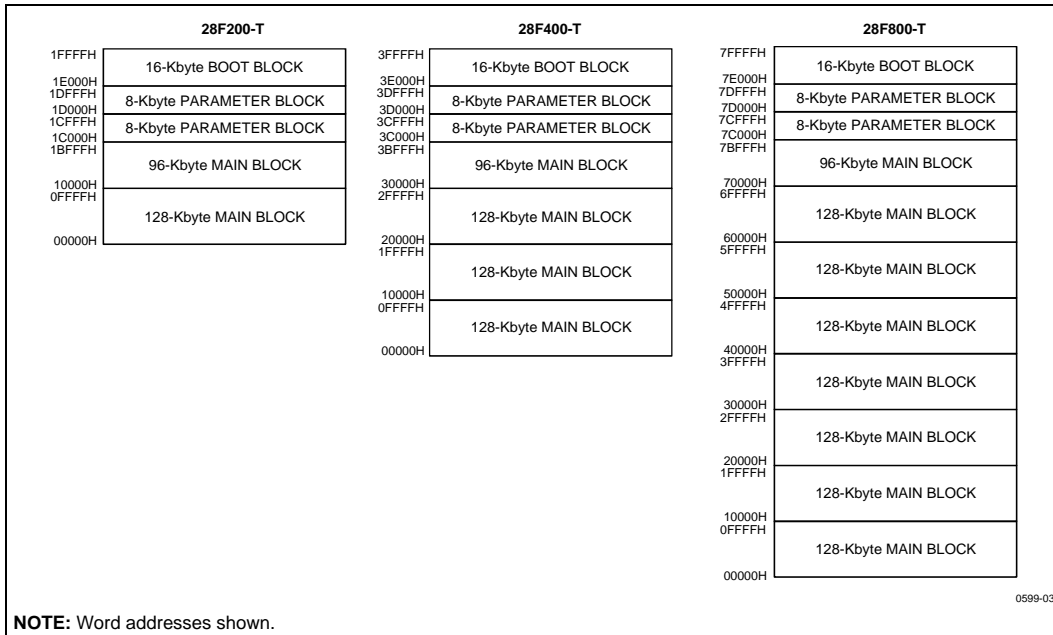 28F200-T
1FFFFH
16-Kbyte BOOT BLOCK
1E000H
1DFFFH
8-Kbyte PARAMETER BLOCK
1D000H
1CFFFH
8-Kbyte PARAMETER BLOCK
1C000H
1BFFFH
96-Kbyte MAIN BLOCK
10000H
0FFFFH
128-Kbyte MAIN BLOCK
00000H
28F400-T
3FFFFH
16-Kbyte BOOT BLOCK
3E000H
3DFFFH
8-Kbyte PARAMETER BLOCK
3D000H
3CFFFH
8-Kbyte PARAMETER BLOCK
3C000H
3BFFFH
96-Kbyte MAIN BLOCK
30000H
2FFFFH
128-Kbyte MAIN BLOCK
20000H
1FFFFH
128-Kbyte MAIN BLOCK
10000H
0FFFFH
128-Kbyte MAIN BLOCK
00000H
28F800-T
7FFFFH
16-Kbyte BOOT BLOCK
7E000H
7DFFFH
8-Kbyte PARAMETER BLOCK
7D000H
7CFFFH
8-Kbyte PARAMETER BLOCK
7C000H
7BFFFH
96-Kbyte MAIN BLOCK
70000H
6FFFFH
128-Kbyte MAIN BLOCK
60000H
5FFFFH
128-Kbyte MAIN BLOCK
50000H
4FFFFH
128-Kbyte MAIN BLOCK
40000H
3FFFFH
128-Kbyte MAIN BLOCK
30000H
2FFFFH
128-Kbyte MAIN BLOCK
20000H
1FFFFH
128-Kbyte MAIN BLOCK
10000H
0FFFFH
128-Kbyte MAIN BLOCK
00000H
0599-03
NOTE: Word addresses shown.